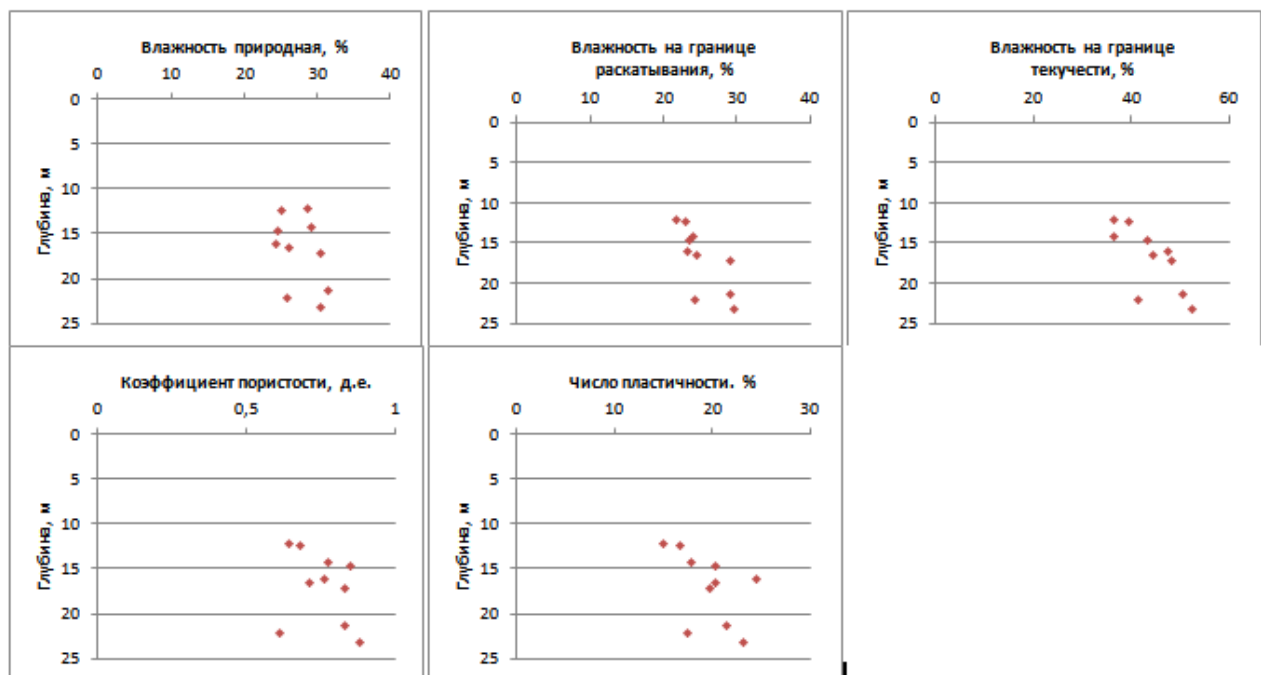 Влажность природная, %
0 10 20 30 40
0
5
10
15
20
25
Глубина, м
Влажность на границе
раскатывания, %
0 10 20 30 40
0
5
10
15
20
25
Глубина, м
Влажность на границе
текучести, %
0 20 40 60
0
5
10
15
20
25
Глубина, м
Коэффициент пористости, д.е.
0 0,5 1
0
5
10
15
20
25
Глубина, м
Число пластичности. %
0 10 20 30
0
5
10
15
20
25
Глубина, м